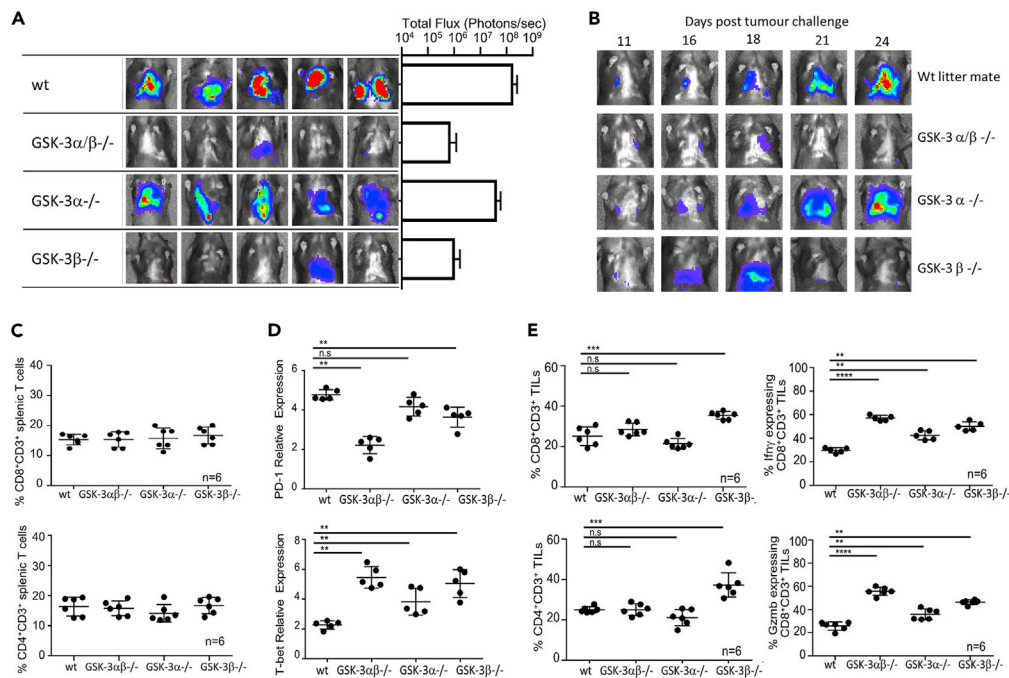 A
Total Flux (Photons/sec)
10⁴ 10⁵ 10⁶ 10⁷ 10⁸ 10⁹
wt
GSK-3α/β-/-
GSK-3α-/-
GSK-3β-/-
B
Days post tumour challenge
11 16 18 21 24
Wt litter mate
GSK-3 α/β -/-
GSK-3 α -/-
GSK-3 β -/-
C
% CD8⁺CD3⁺ splenic T cells
40
30
20
10
0
n=6
wt GSK-3αβ-/- GSK-3α-/- GSK-3β-/-
% CD4⁺CD3⁺ splenic T cells
40
30
20
10
0
n=6
wt GSK-3αβ-/- GSK-3α-/- GSK-3β-/-
D
**
n.s
**
PD-1 Relative Expression
6
4
2
0
wt GSK-3αβ-/- GSK-3α-/- GSK-3β-/-
**
**
**
T-bet Relative Expression
8
6
4
2
0
wt GSK-3αβ-/- GSK-3α-/- GSK-3β-/-
E
***
n.s
n.s
% CD8⁺CD3⁺ TILs
60
40
20
0
n=6
wt GSK-3αβ-/- GSK-3α-/- GSK-3β-/-
**
**
****
% Ifnγ expressing
CD8⁺CD3⁺ TILs
100
80
60
40
20
0
n=6
wt GSK-3αβ-/- GSK-3α-/- GSK-3β-/-
***
n.s
n.s
% CD4⁺CD3⁺ TILs
60
40
20
0
n=6
wt GSK-3αβ-/- GSK-3α-/- GSK-3β-/-
**
**
****
% Gzmb expressing
CD8⁺CD3⁺ TILs
100
80
60
40
20
0
n=6
wt GSK-3αβ-/- GSK-3α-/- GSK-3β-/-